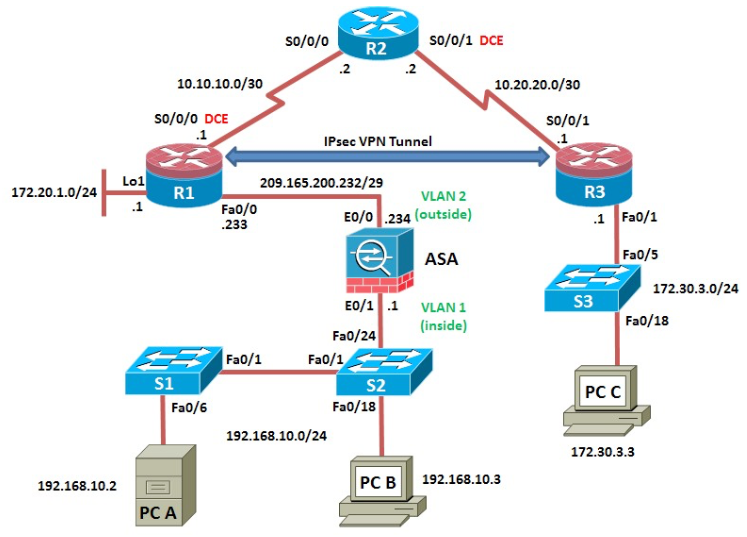 S0/0/0
R2
S0/0/1 DCE
.2
.2
10.10.10.0/30
10.20.20.0/30
S0/0/0 DCE
.1
S0/0/1
.1
IPsec VPN Tunnel
172.20.1.0/24
Lo1
.1
R1
209.165.200.232/29
Fa0/0
.233
VLAN 2
(outside)
E0/0
.234
R3
.1
Fa0/1
ASA
Fa0/5
E0/1
.1
VLAN 1
(inside)
S3
172.30.3.0/24
Fa0/18
Fa0/24
S1
Fa0/1
Fa0/1
S2
Fa0/6
Fa0/18
PC C
172.30.3.3
192.168.10.0/24
192.168.10.2
PC A
PC B
192.168.10.3